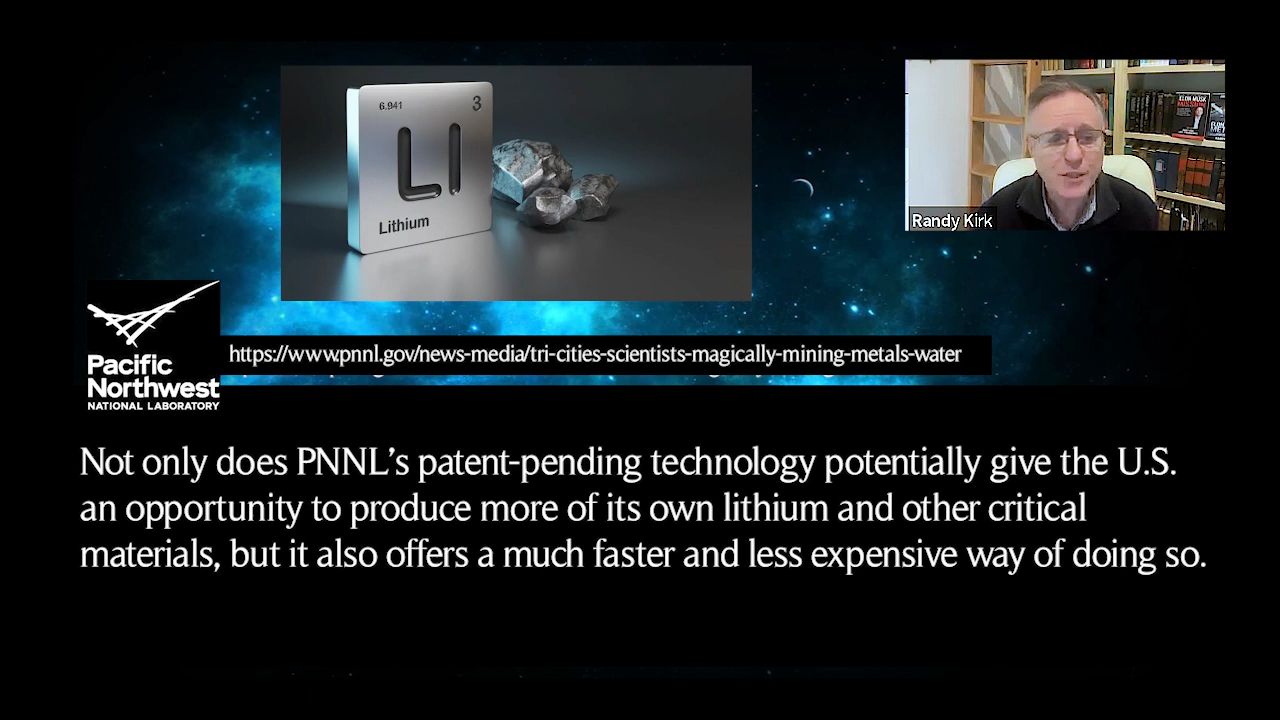 6.941
3
LI
Lithium
ELON MUSK
MISSION
Randy Kirk
Pacific
Northwest
NATIONAL LABORATORY
https://www.pnnl.gov/news-media/tri-cities-scientists-magically-mining-metals-water
Not only does PNNL's patent-pending technology potentially give the U.S.
an opportunity to produce more of its own lithium and other critical
materials, but it also offers a much faster and less expensive way of doing so.